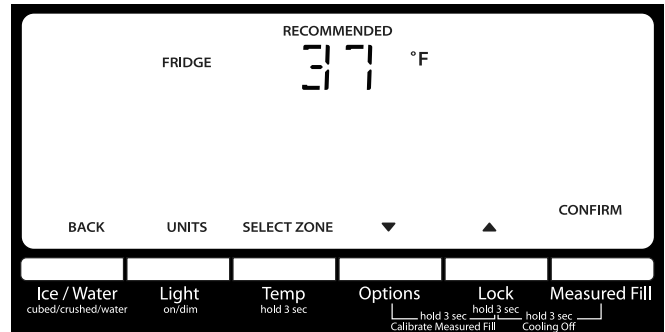 RECOMMENDED
FRIDGE 37 °F
CONFIRM
BACK UNITS SELECT ZONE ▼ ▲
Ice / Water Light Temp Options Lock Measured Fill
cubed/crushed/water on/dim hold 3 sec hold 3 sec
hold 3 sec hold 3 sec
Calibrate Measured Fill Cooling Off